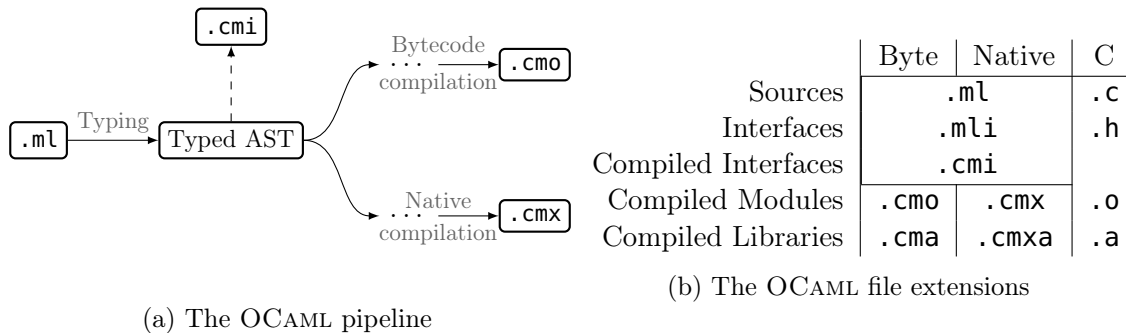 .cmi
Bytecode
··· .cmo
compilation
.ml Typing Typed AST
Native
··· .cmx
compilation
(a) The OCAML pipeline
Byte Native C
Sources .ml .c
Interfaces .mli .h
Compiled Interfaces .cmi
Compiled Modules .cmo .cmx .o
Compiled Libraries .cma .cmxa .a
(b) The OCAML file extensions